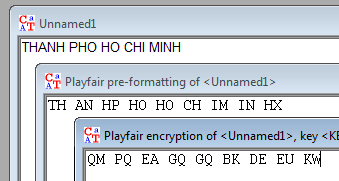 Unnamed1
THANH PHO HO CHI MINH
Playfair pre-formatting of <Unnamed1>
TH AN HP HO HO CH IM IN HX
Playfair encryption of <Unnamed1>, key <KE
QM PQ EA GQ GQ BK DE EU KW